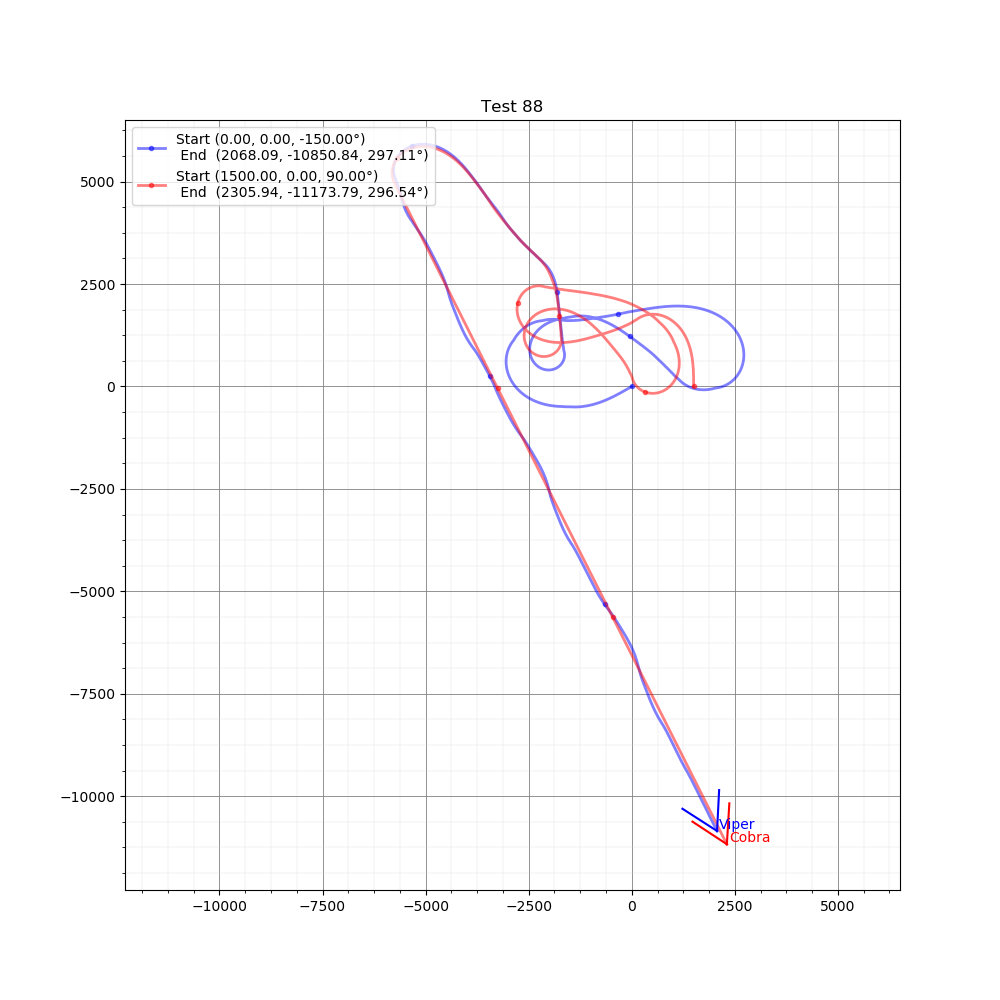 Test 88
Start (0.00, 0.00, -150.00°)
End (2068.09, -10850.84, 297.11°)
Start (1500.00, 0.00, 90.00°)
End (2305.94, -11173.79, 296.54°)
5000
2500
0
−2500
−5000
−7500
−10000
Viper
Cobra
−10000 −7500 −5000 −2500 0 2500 5000